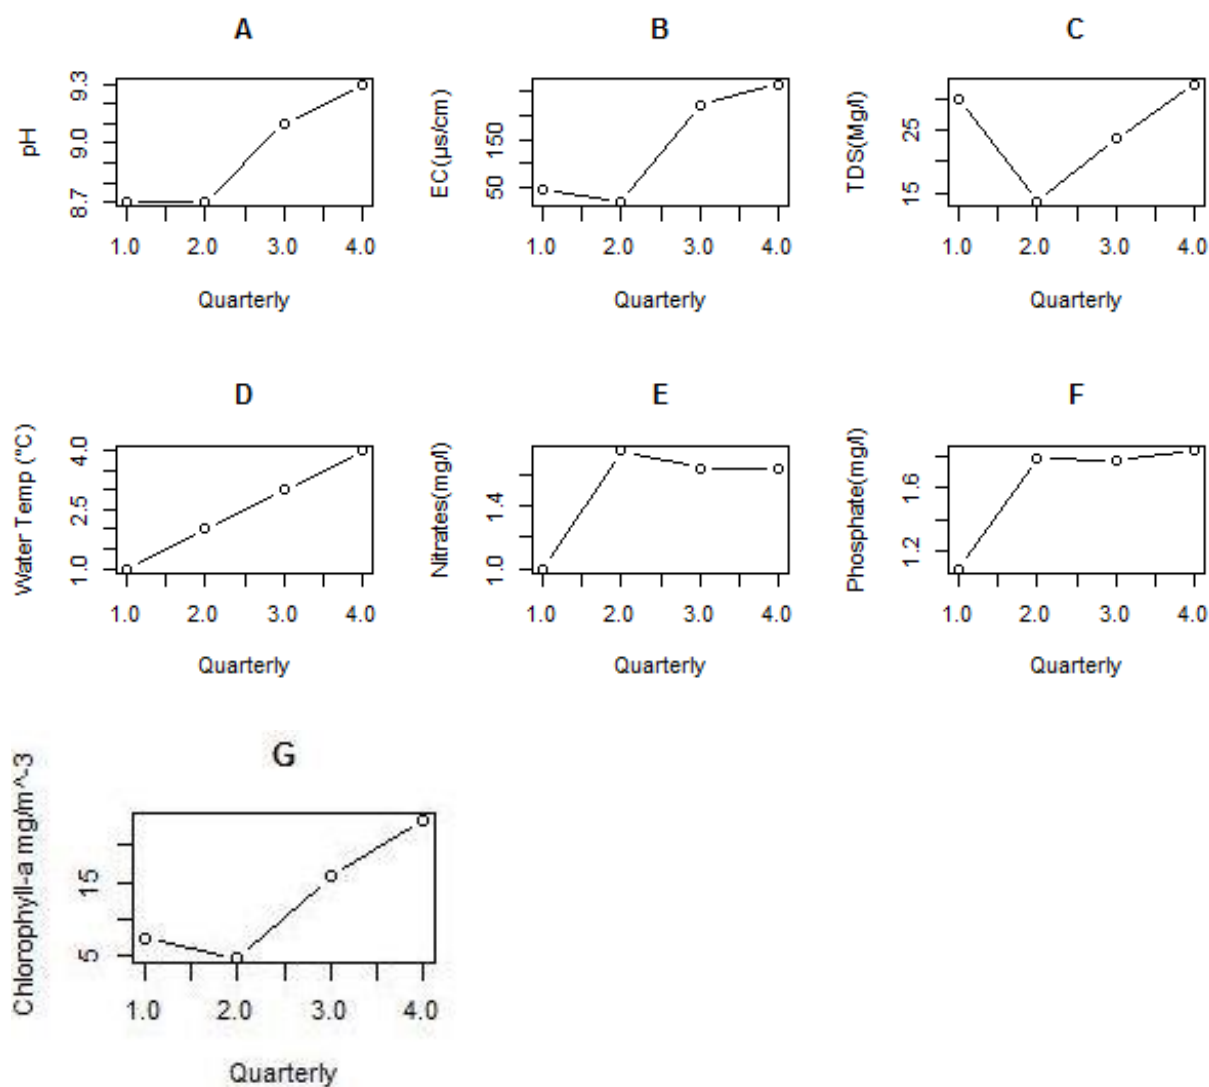 A
B
C
pH
8.7
9.0
9.3
1.0 2.0 3.0 4.0
Quarterly
EC(µs/cm)
50
150
1.0 2.0 3.0 4.0
Quarterly
TDS(Mg/l)
15
25
1.0 2.0 3.0 4.0
Quarterly
D
E
F
Water Temp (°C)
1.0
2.5
4.0
1.0 2.0 3.0 4.0
Quarterly
Nitrates(mg/l)
1.0
1.4
1.0 2.0 3.0 4.0
Quarterly
Phosphate(mg/l)
1.2
1.6
1.0 2.0 3.0 4.0
Quarterly
G
Chlorophyll-a mg/m^-3
5
15
1.0 2.0 3.0 4.0
Quarterly